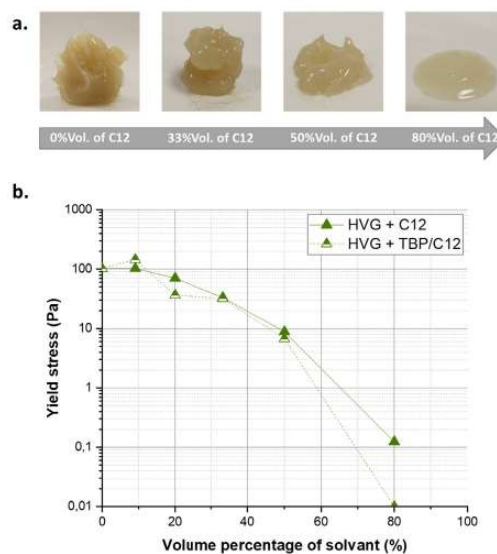 a.
0%Vol. of C12 33%Vol. of C12 50%Vol. of C12 80%Vol. of C12
b.
HVG + C12
HVG + TBP/C12
Yield stress (Pa)
1000
100
10
1
0,1
0,01
0 20 40 60 80 100
Volume percentage of solvant (%)